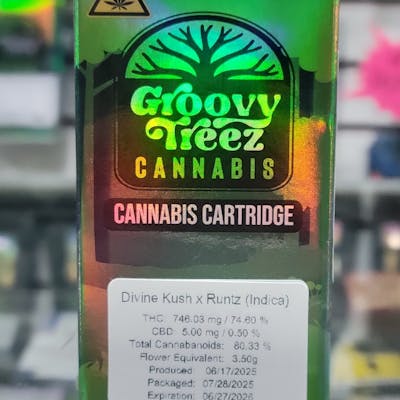 Groovy
Treez
CANNABIS
CANNABIS CARTRIDGE
Divine Kush x Runtz (Indica)
THC: 746.03 mg / 74.60 %
CBD: 5.00 mg / 0.50 %
Total Cannabanoids: 80.33 %
Flower Equivalent: 3.50g
Produced: 06/17/2025
Packaged: 07/28/2025
Expiration: 06/27/2026